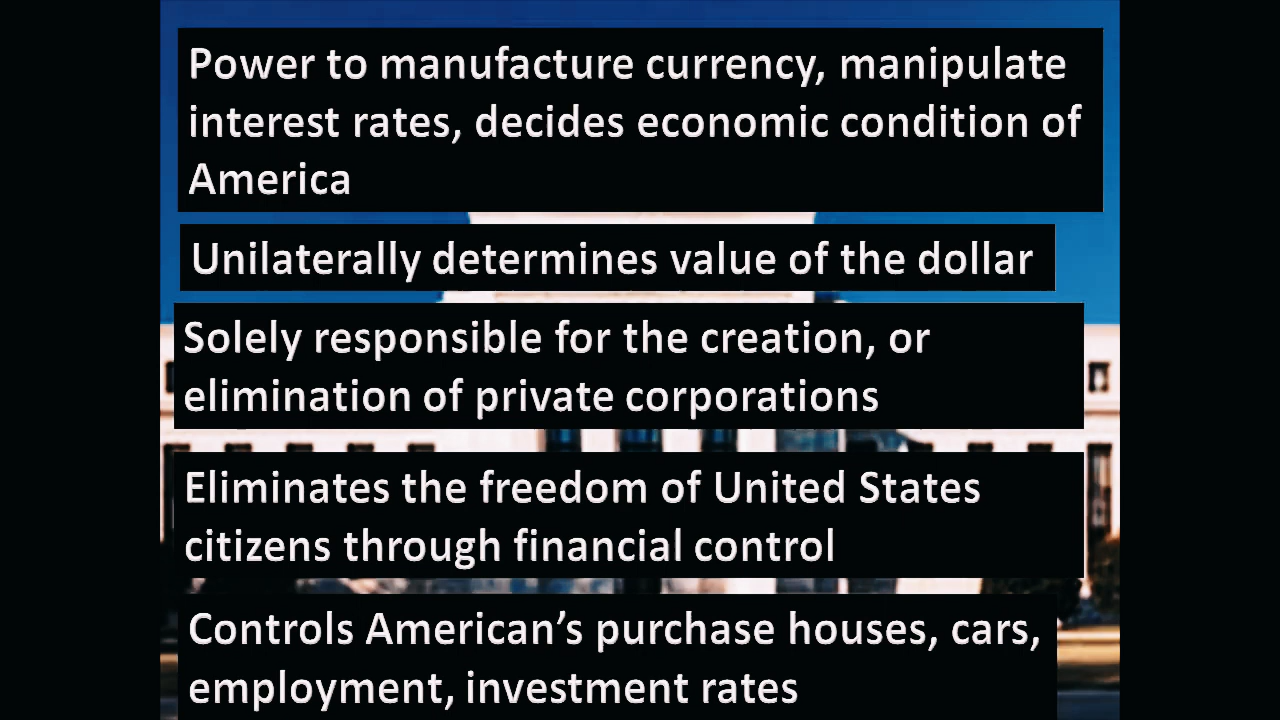 Power to manufacture currency, manipulate
interest rates, decides economic condition of
America
Unilaterally determines value of the dollar
Solely responsible for the creation, or
elimination of private corporations
Eliminates the freedom of United States
citizens through financial control
Controls American’s purchase houses, cars,
employment, investment rates